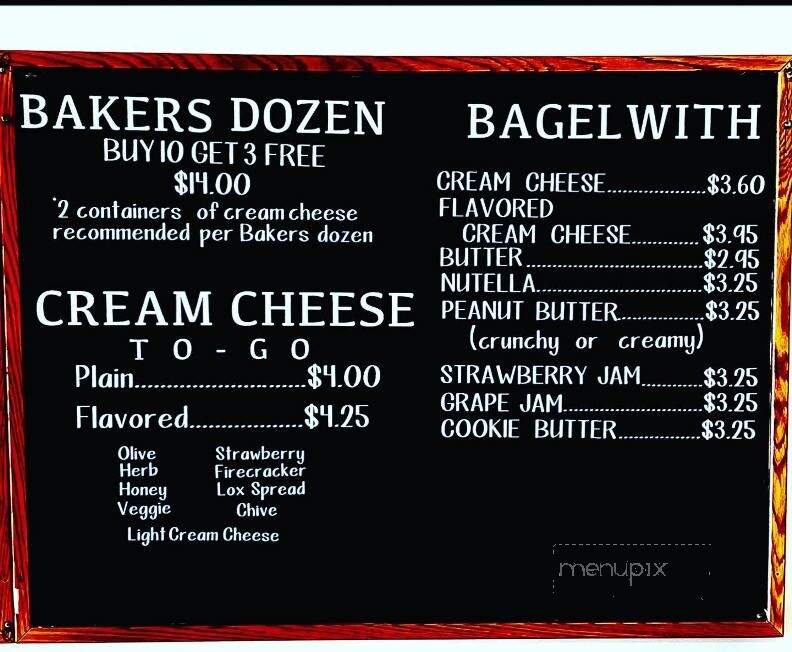 BAKERS DOZEN
BUY 10 GET 3 FREE
$14.00
*2 containers of cream cheese
recommended per Bakers dozen
CREAM CHEESE
TO-GO
Plain..........................$4.00
Flavored...................$4.25
Olive Strawberry
Herb Firecracker
Honey Lox Spread
Veggie Chive
Light Cream Cheese
BAGEL WITH
CREAM CHEESE...................$3.60
FLAVORED
CREAM CHEESE............$3.95
BUTTER..................................$2.95
NUTELLA...............................$3.25
PEANUT BUTTER................$3.25
(crunchy or creamy)
STRAWBERRY JAM............$3.25
GRAPE JAM..........................$3.25
COOKIE BUTTER................$3.25
menupix